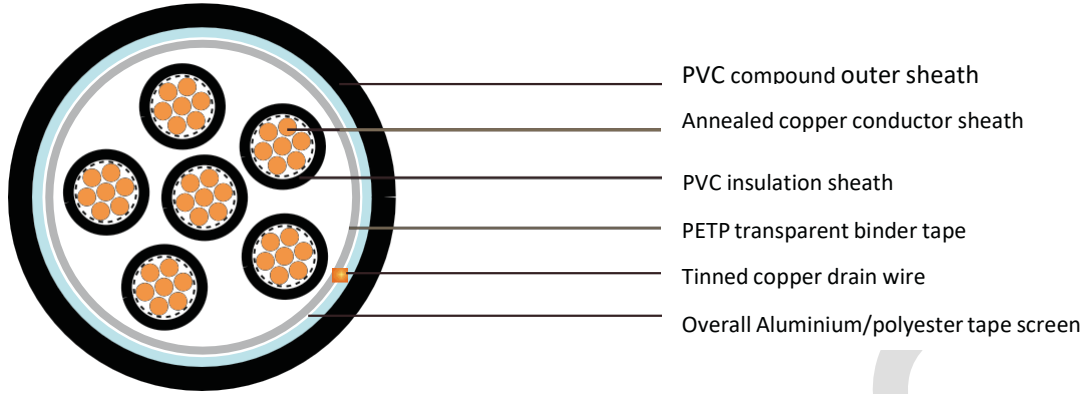 PVC compound outer sheath
Annealed copper conductor sheath
PVC insulation sheath
PETP transparent binder tape
Tinned copper drain wire
Overall Aluminium/polyester tape screen